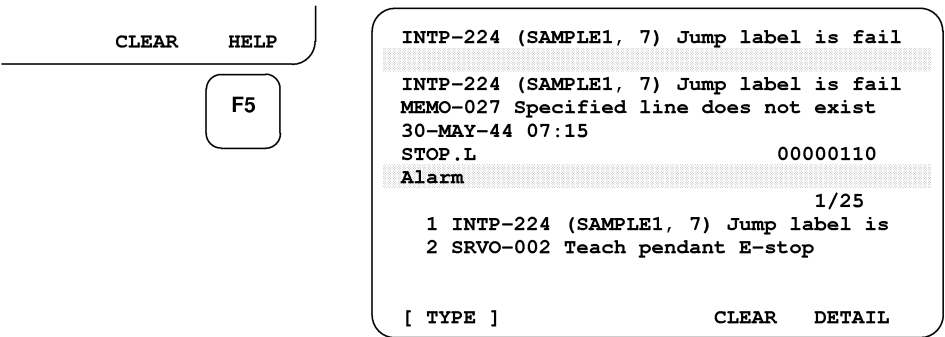 CLEAR HELP
F5
INTP-224 (SAMPLE1, 7) Jump label is fail
INTP-224 (SAMPLE1, 7) Jump label is fail
MEMO-027 Specified line does not exist
30-MAY-44 07:15
STOP.L 00000110
Alarm
1/25
1 INTP-224 (SAMPLE1, 7) Jump label is
2 SRVO-002 Teach pendant E-stop
[ TYPE ] CLEAR DETAIL